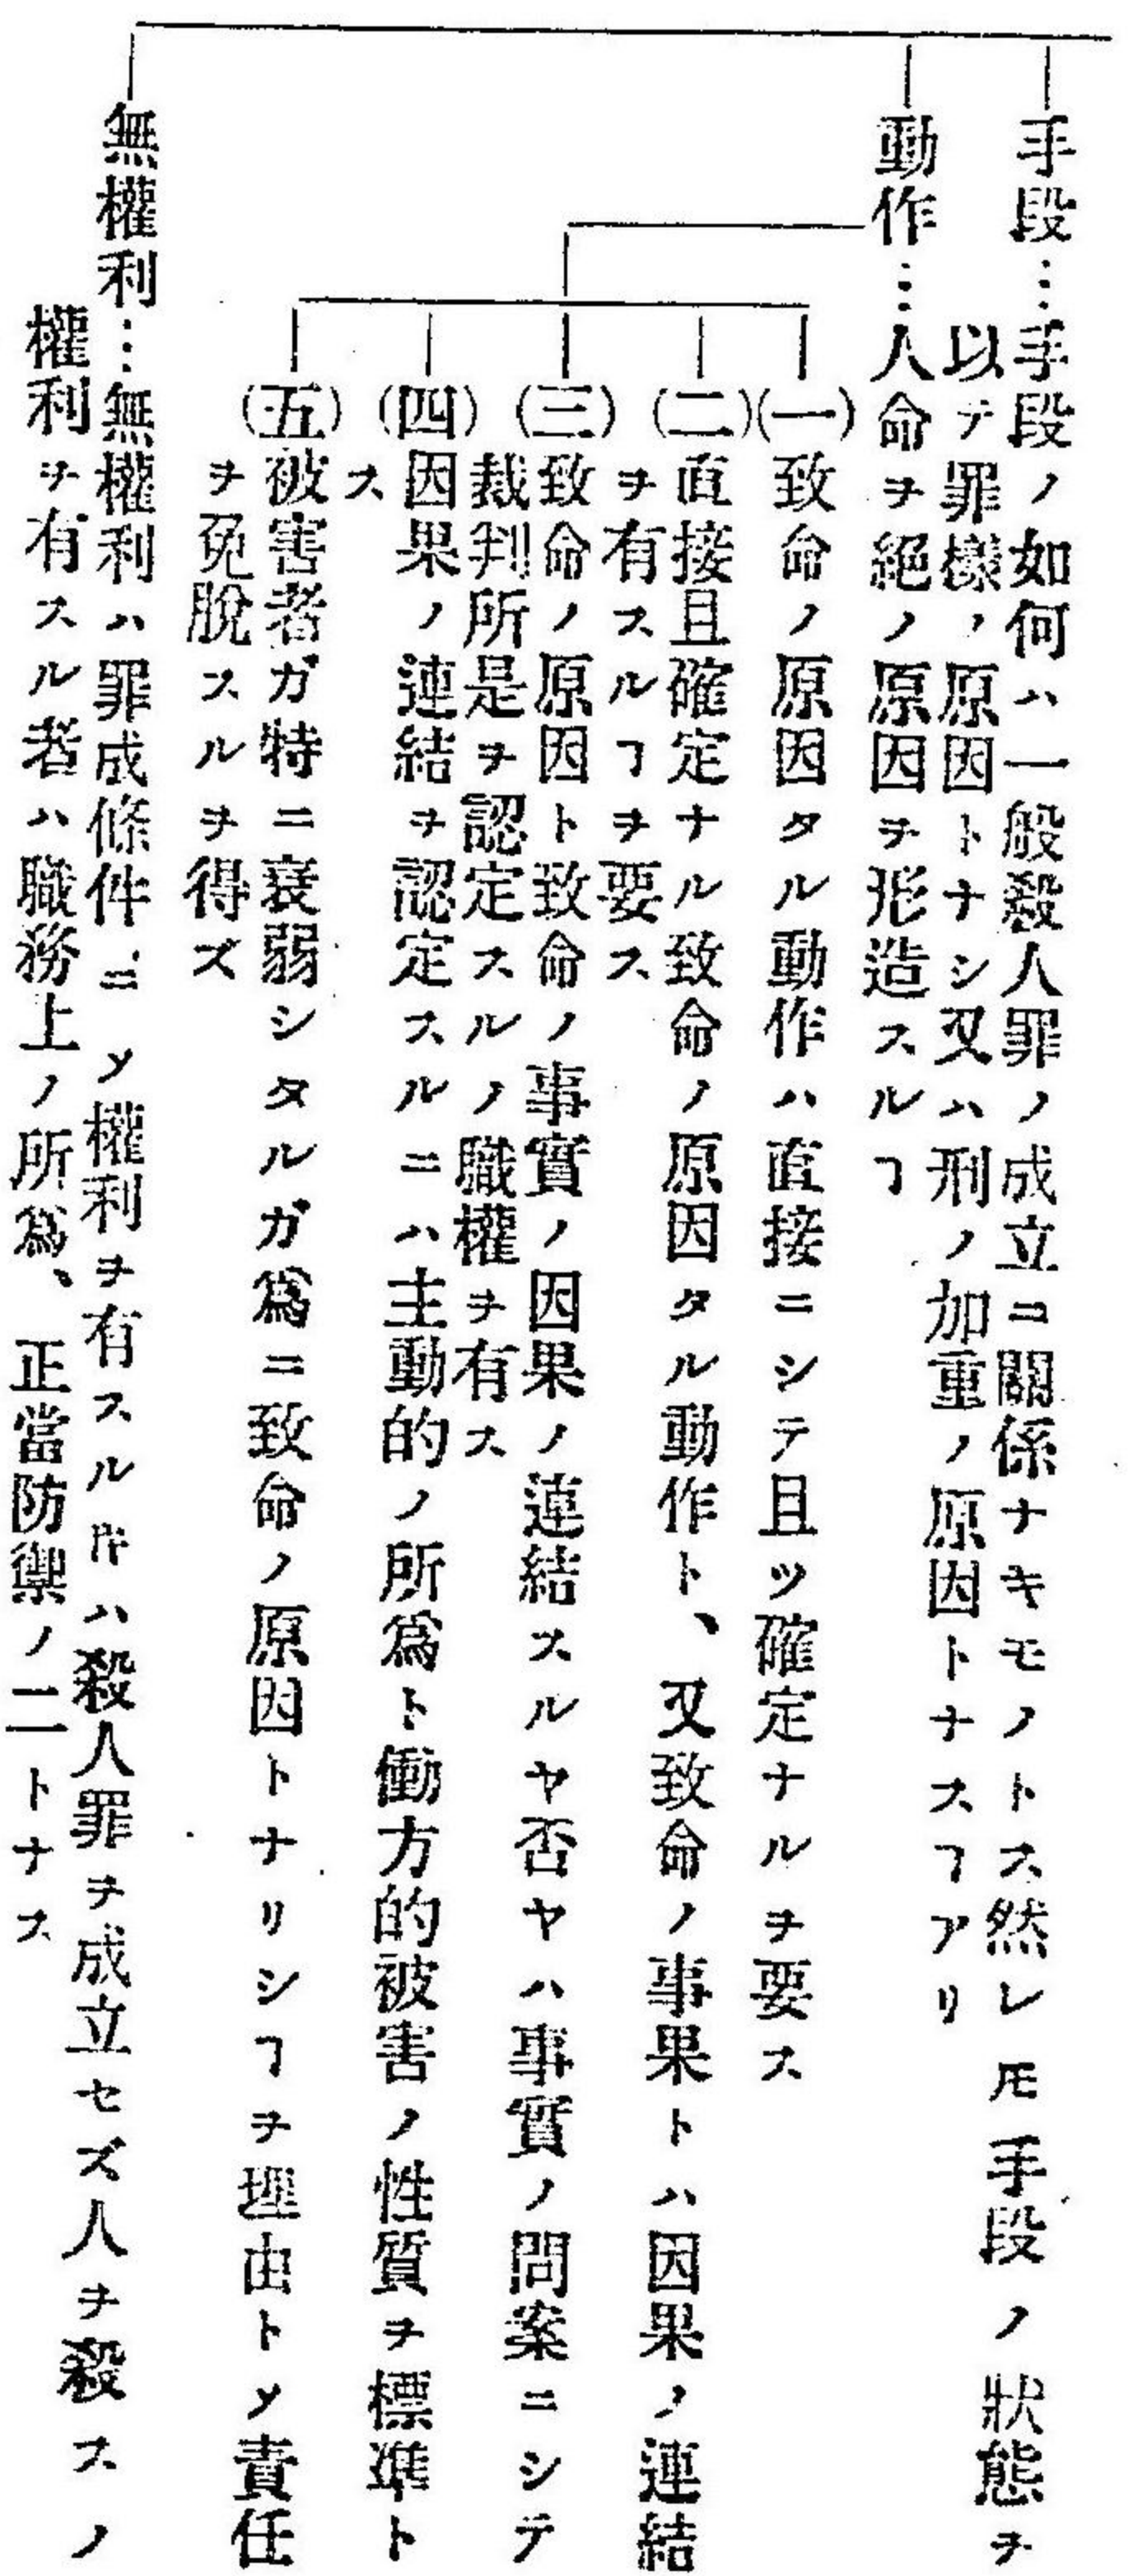 手段…手段ノ如何ハ一般殺人罪ノ成立ニ關係ナキモノトス然レ𪜈手段ノ狀態ヲ
以テ罪樣ノ原因トナシ又ハ刑ノ加重ノ原因トナスヿアリ
動作…人命ヲ絕ノ原因ヲ形造スルヿ
(一)致命ノ原因タル動作ハ直接ニシテ且ツ確定ナルヲ要ス
(二)直接且確定ナル致命ノ原因タル動作ト、又致命ノ事果トハ因果ノ連結
ヲ有スルヿヲ要ス
(三)致命ノ原因ト致命ノ事實ノ因果ノ連結スルヤ否ヤハ事實ノ問案ニシテ
裁判所是ヲ認定スルノ職權ヲ有ス
(四)因果ノ連結ヲ認定スルニハ主動的ノ所爲ト働方的被害ノ性質ヲ標準ト
ス
(五)被害者ガ特ニ衰弱シタルガ爲ニ致命ノ原因トナリシヿヲ理由トメ責任
ヲ免脫スルヲ得ズ
無權利…無權利ハ罪成條件ニメ權利ヲ有スル𪜈ハ殺人罪ヲ成立セズ人ヲ殺スノ
權利ヲ有スル者ハ職務上ノ所爲、正當防禦ノ二トナス